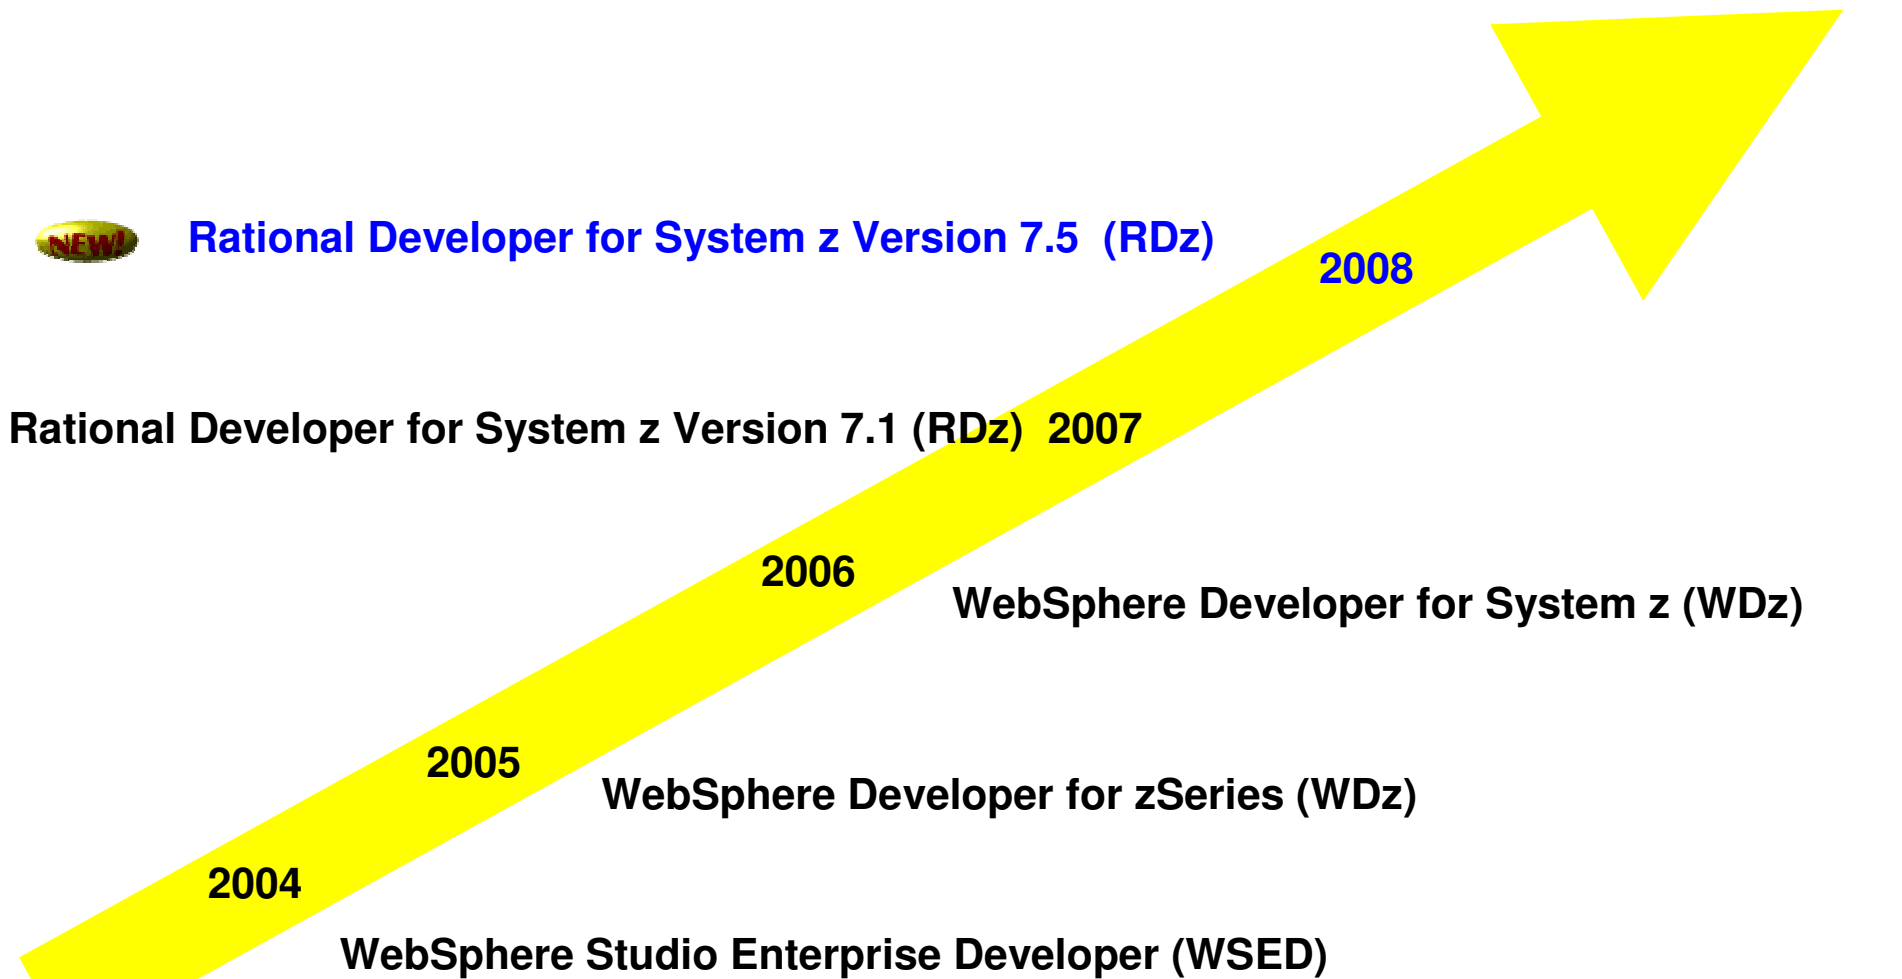 NEW!
Rational Developer for System z Version 7.5 (RDz)
2008
Rational Developer for System z Version 7.1 (RDz) 2007
2006
WebSphere Developer for System z (WDz)
2005
WebSphere Developer for zSeries (WDz)
2004
WebSphere Studio Enterprise Developer (WSED)